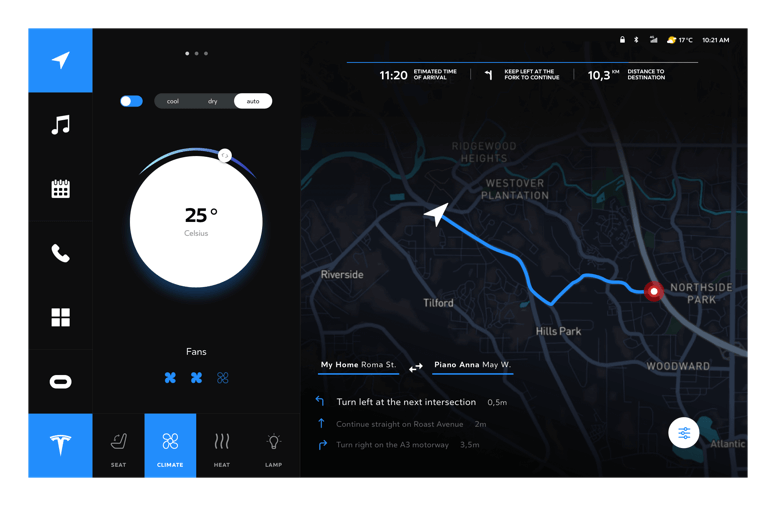 17°C
10:21 AM
11:20 ETIMATED TIME
OF ARRIVAL
KEEP LEFT AT THE
FORK TO CONTINUE
10,3 KM DISTANCE TO
DESTINATION
cool dry auto
25°
Celsius
Fans
SEAT CLIMATE HEAT LAMP
RIDGEWOOD
HEIGHTS
WESTOVER
PLANTATION
Riverside
Tilford
NORTHSIDE
PARK
Hills Park
WOODWARD
Atlantic
My Home Roma St. Piano Anna May W.
Turn left at the next intersection 0,5m
Continue straight on Roast Avenue 2m
Turn right on the A3 motorway 3,5m